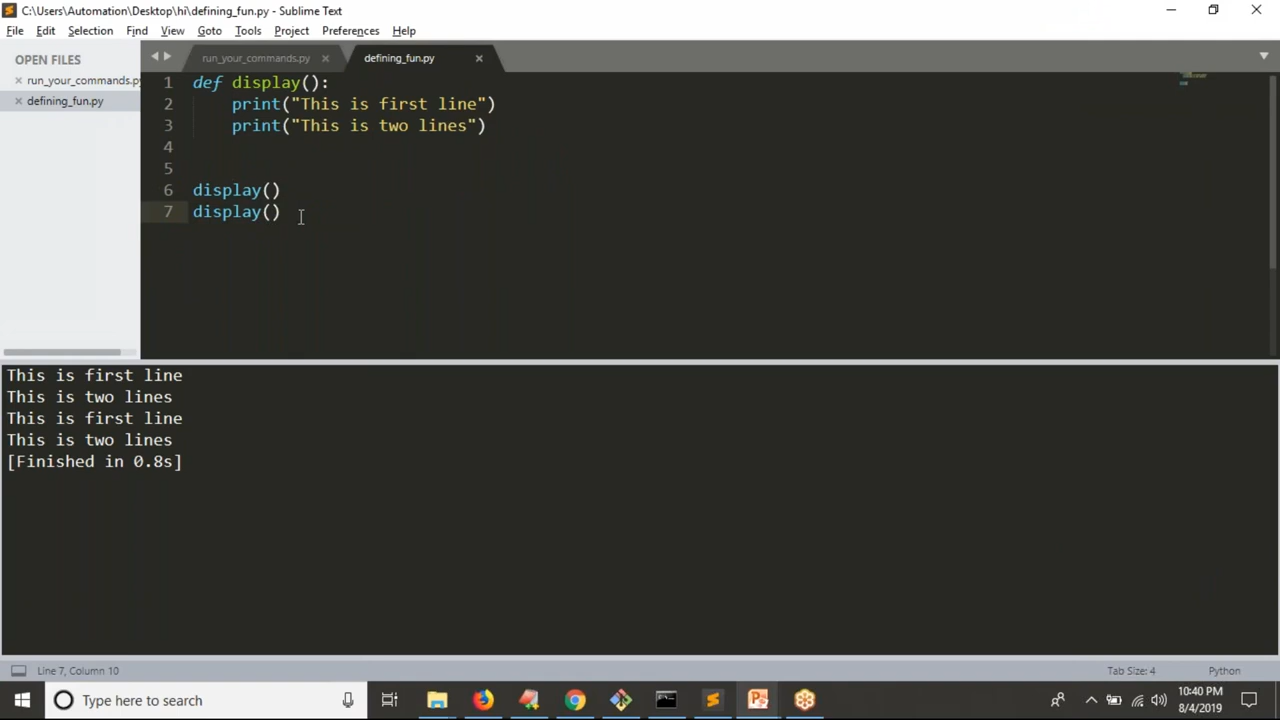 C:\Users\Automation\Desktop\hi\defining_fun.py - Sublime Text
File Edit Selection Find View Goto Tools Project Preferences Help
OPEN FILES
run_your_commands.py
defining_fun.py
run_your_commands.py defining_fun.py
1 def display():
2     print("This is first line")
3     print("This is two lines")
4
5
6 display()
7 display()
This is first line
This is two lines
This is first line
This is two lines
[Finished in 0.8s]
Line 7, Column 10 Tab Size: 4 Python
Type here to search
10:40 PM
8/4/2019